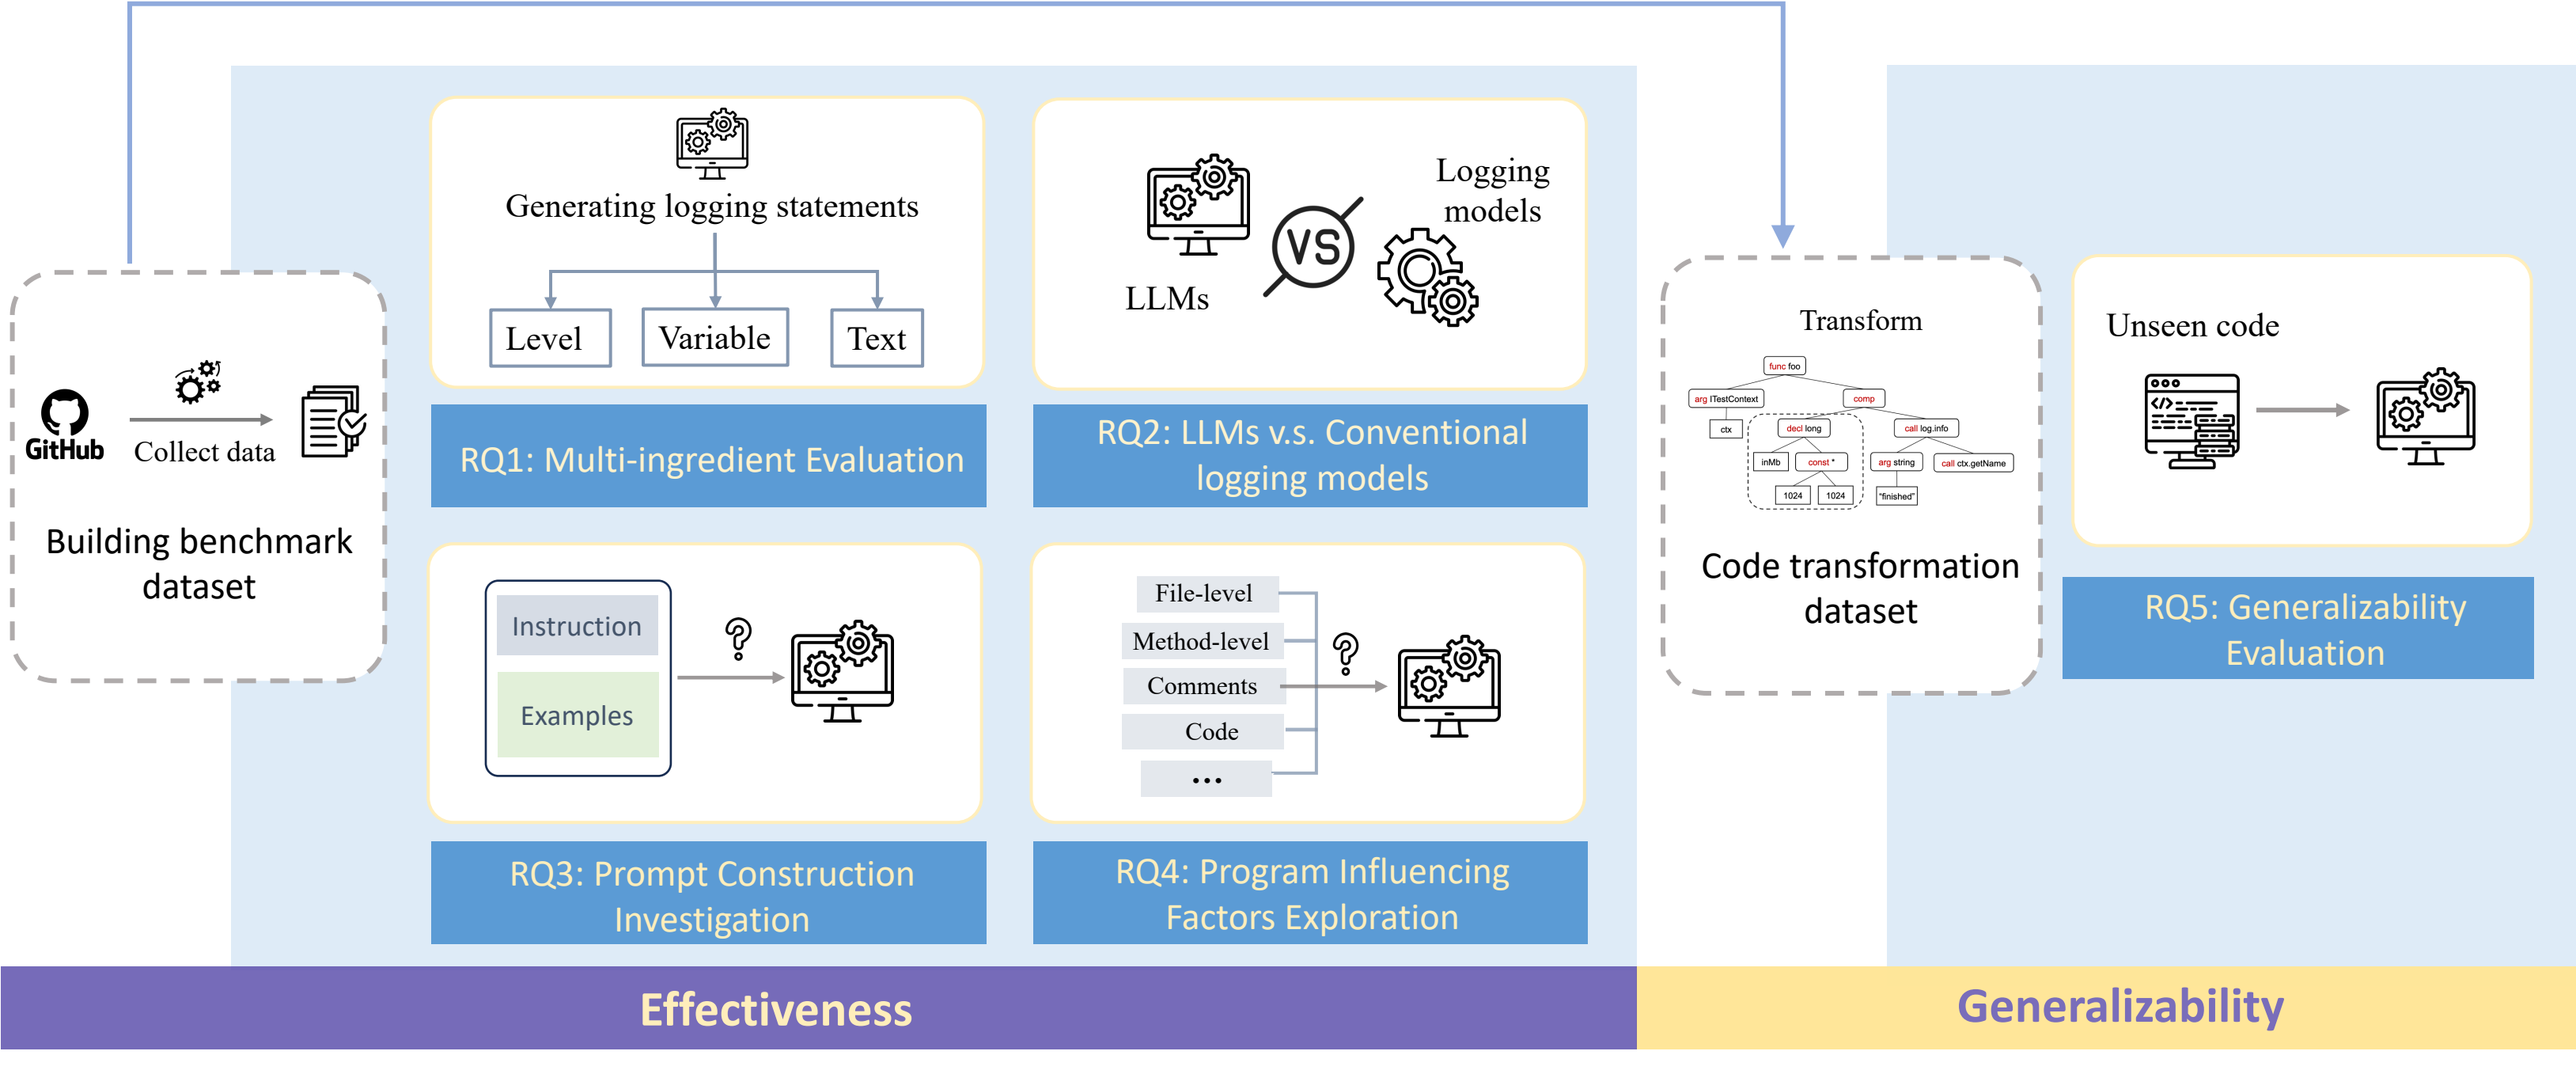 GitHub
Collect data
Building benchmark
dataset
Generating logging statements
Level
Variable
Text
RQ1: Multi-ingredient Evaluation
LLMs
VS
Logging
models
RQ2: LLMs v.s. Conventional
logging models
Instruction
Examples
?
RQ3: Prompt Construction
Investigation
File-level
Method-level
Comments
Code
...
?
RQ4: Program Influencing
Factors Exploration
Transform
func foo
arg ITestContext
comp
ctx
decl long
call log.info
inMb
const *
arg string
call ctx.getName
1024
1024
"finished"
Code transformation
dataset
Unseen code
</>
RQ5: Generalizability
Evaluation
Effectiveness
Generalizability